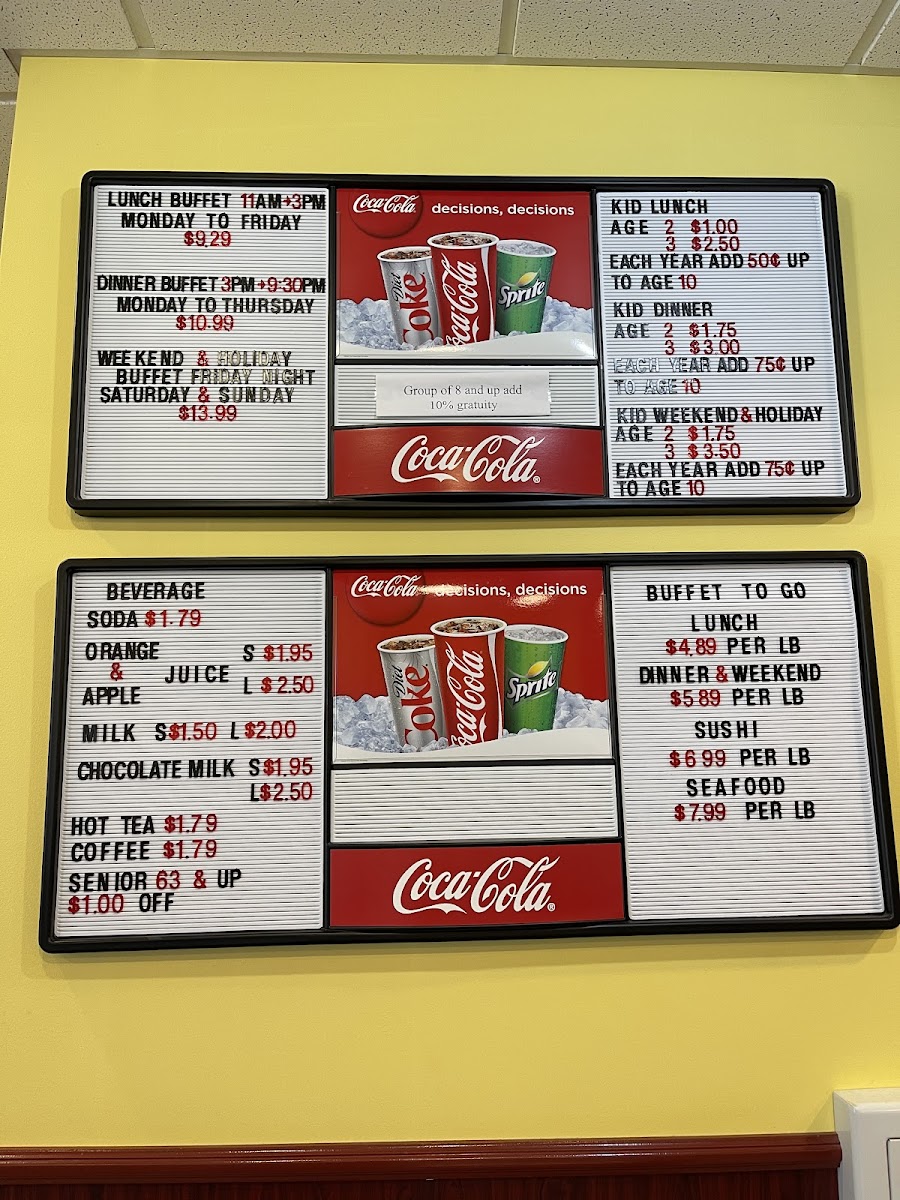 LUNCH BUFFET 11AM→3PM
MONDAY TO FRIDAY
$9.29
DINNER BUFFET 3PM→9:30PM
MONDAY TO THURSDAY
$10.99
WEEKEND & HOLIDAY
BUFFET FRIDAY NIGHT
SATURDAY & SUNDAY
$13.99
Coca-Cola decisions, decisions
Diet Coke
Coca-Cola
Sprite
Group of 8 and up add
10% gratuity
Coca-Cola®
KID LUNCH
AGE 2 $1.00
3 $2.50
EACH YEAR ADD 50¢ UP
TO AGE 10
KID DINNER
AGE 2 $1.75
3 $3.00
EACH YEAR ADD 75¢ UP
TO AGE 10
KID WEEKEND & HOLIDAY
AGE 2 $1.75
3 $3.50
EACH YEAR ADD 75¢ UP
TO AGE 10
BEVERAGE
SODA $1.79
ORANGE & APPLE JUICE S $1.95
L $2.50
MILK S $1.50 L $2.00
CHOCOLATE MILK S $1.95
L $2.50
HOT TEA $1.79
COFFEE $1.79
SENIOR 63 & UP
$1.00 OFF
Coca-Cola decisions, decisions
Diet Coke
Coca-Cola
Sprite
Coca-Cola®
BUFFET TO GO
LUNCH
$4.89 PER LB
DINNER & WEEKEND
$5.89 PER LB
SUSHI
$6.99 PER LB
SEAFOOD
$7.99 PER LB